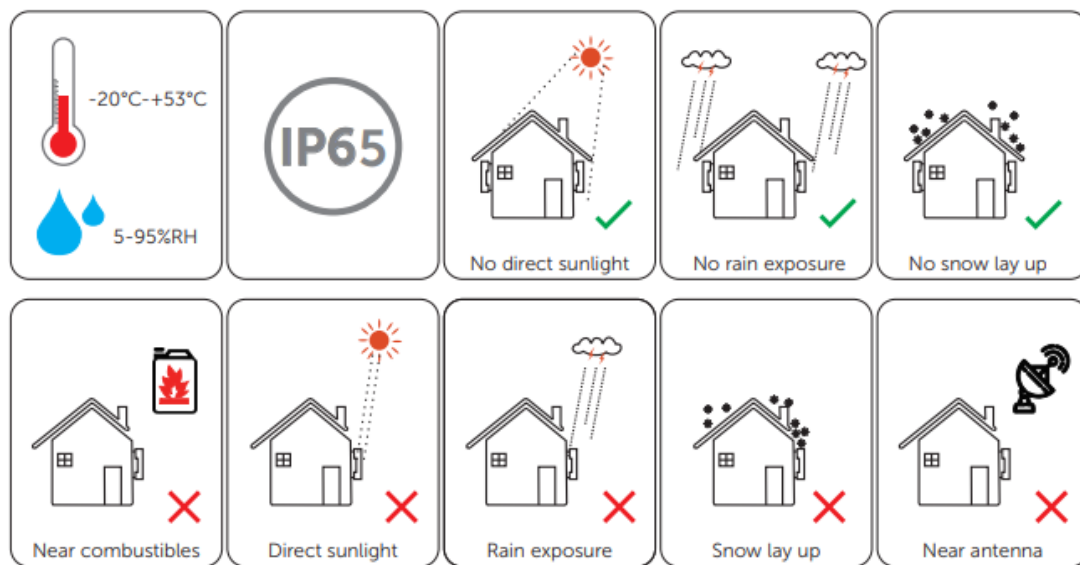 -20°C-+53°C
5-95%RH
IP65
No direct sunlight
No rain exposure
No snow lay up
Near combustibles
Direct sunlight
Rain exposure
Snow lay up
Near antenna